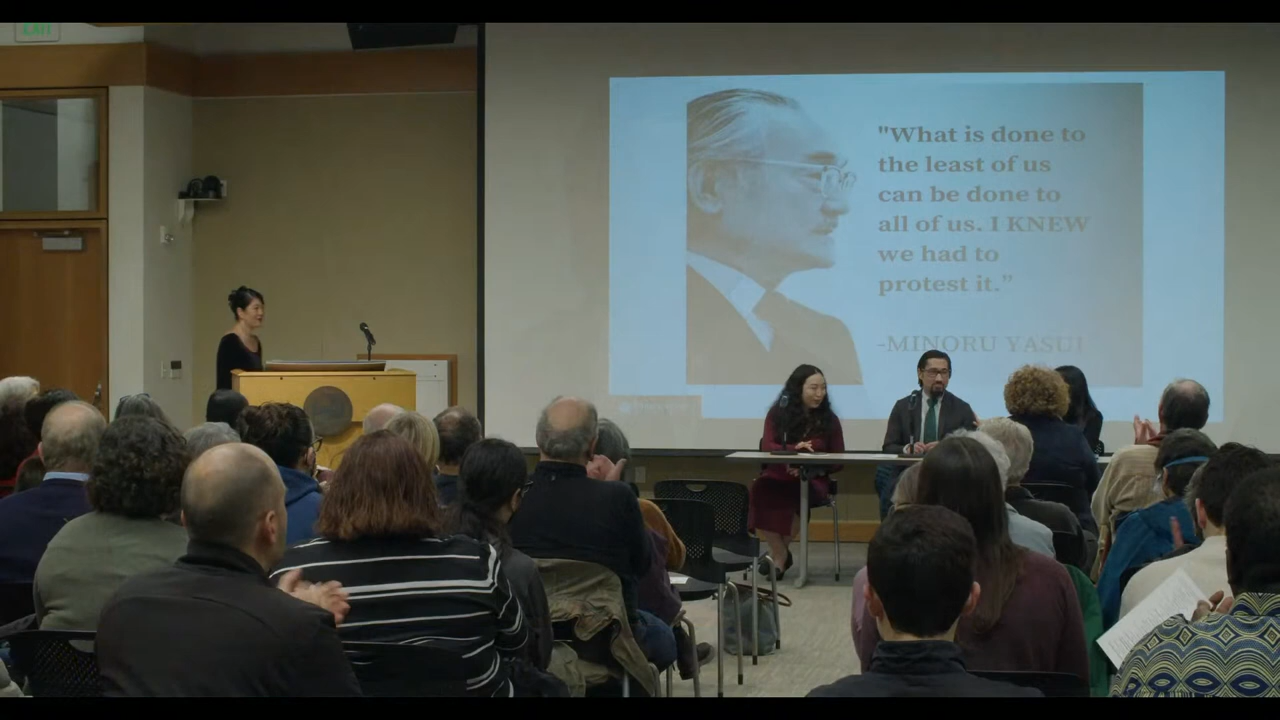 EXIT
"What is done to
the least of us
can be done to
all of us. I KNEW
we had to
protest it.”
-MINORU YASUI